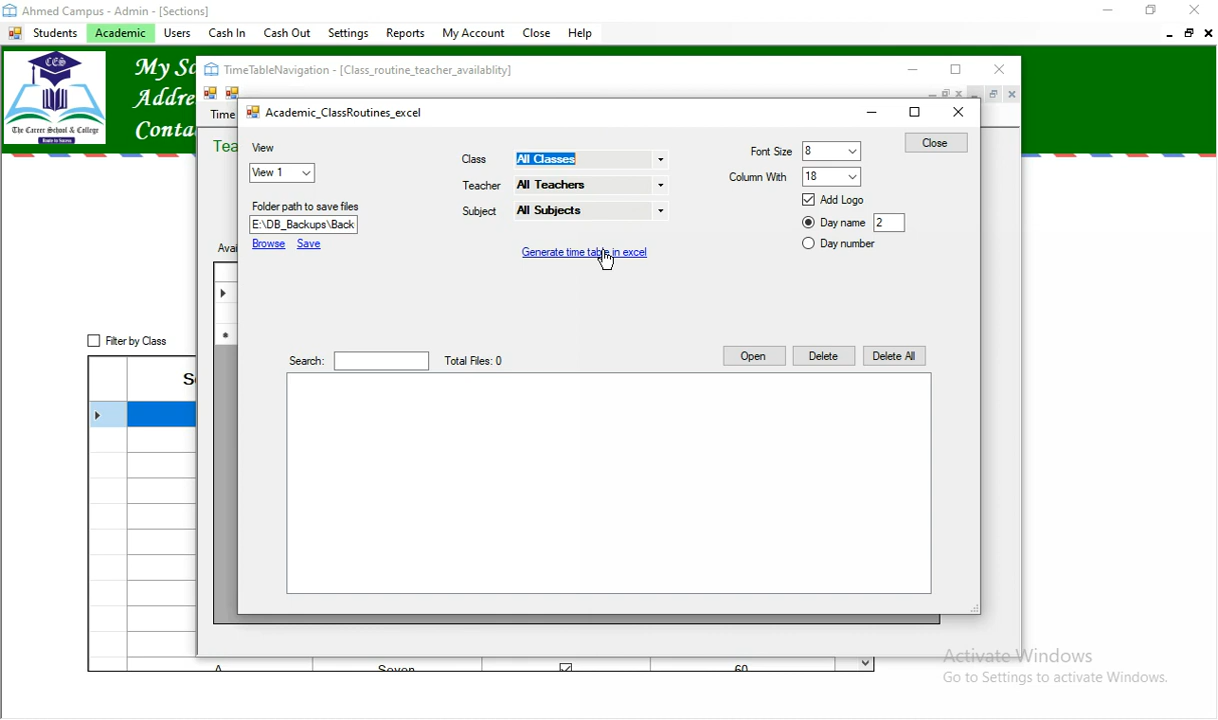 Ahmed Campus - Admin - [Sections]
Students Academic Users Cash In Cash Out Settings Reports My Account Close Help
CES
The Career School & College
My Sc
Addre
Conta
TimeTableNavigation - [Class_routine_teacher_availablity]
Time
Tea
Avai
Filter by Class
S
Academic_ClassRoutines_excel
Close
View
View 1
Folder path to save files
E:\DB_Backups\Back
Browse Save
Class All Classes
Teacher All Teachers
Subject All Subjects
Generate time table in excel
Font Size 8
Column With 18
Add Logo
Day name 2
Day number
Search: Total Files: 0
Open Delete Delete All
A Seven 60
Activate Windows
Go to Settings to activate Windows.